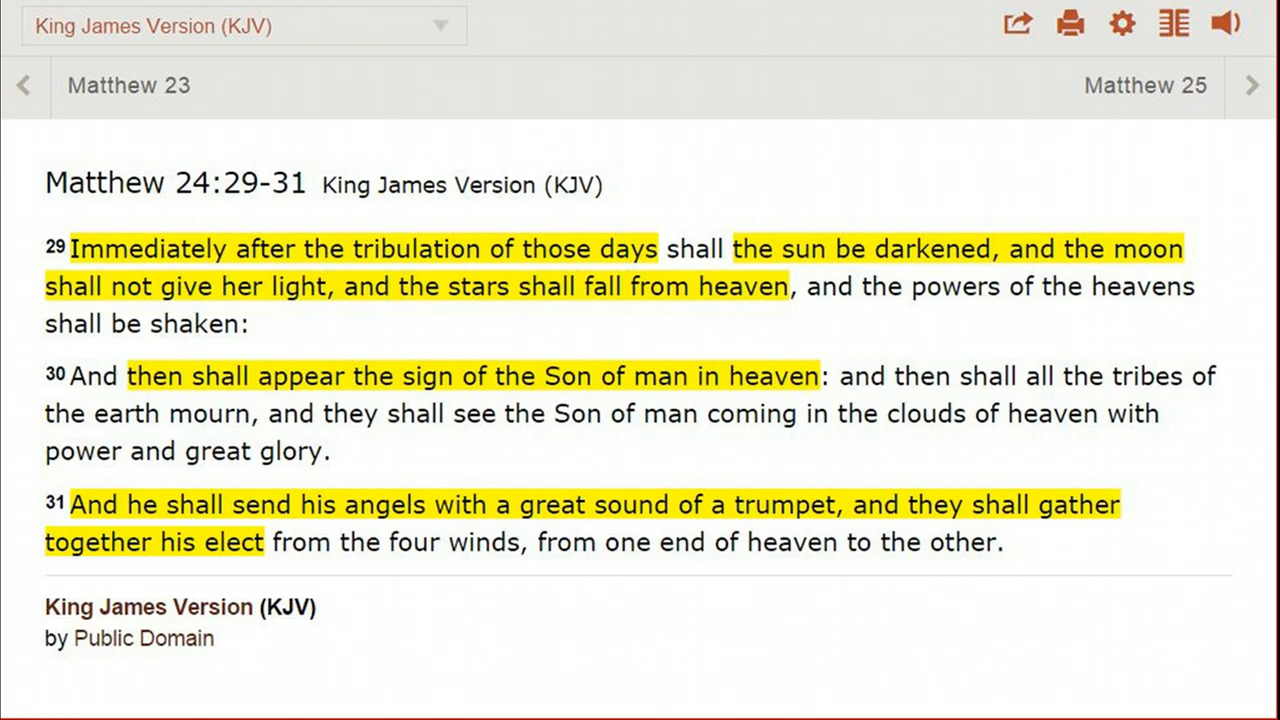 King James Version (KJV)
Matthew 23
Matthew 25
Matthew 24:29-31 King James Version (KJV)
29 Immediately after the tribulation of those days shall the sun be darkened, and the moon
shall not give her light, and the stars shall fall from heaven, and the powers of the heavens
shall be shaken:
30 And then shall appear the sign of the Son of man in heaven: and then shall all the tribes of
the earth mourn, and they shall see the Son of man coming in the clouds of heaven with
power and great glory.
31 And he shall send his angels with a great sound of a trumpet, and they shall gather
together his elect from the four winds, from one end of heaven to the other.
King James Version (KJV)
by Public Domain